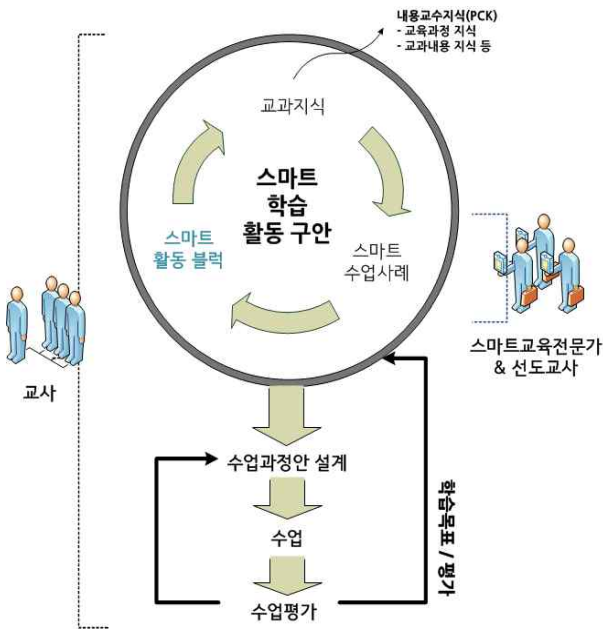 내용교수지식(PCK)
- 교육과정 지식
- 교과내용 지식 등
교과지식
스마트
학습
활동 구안
스마트
활동 블럭
스마트
수업사례
교사
스마트교육전문가
& 선도교사
수업과정안 설계
수업
수업평가
학습목표 / 평가